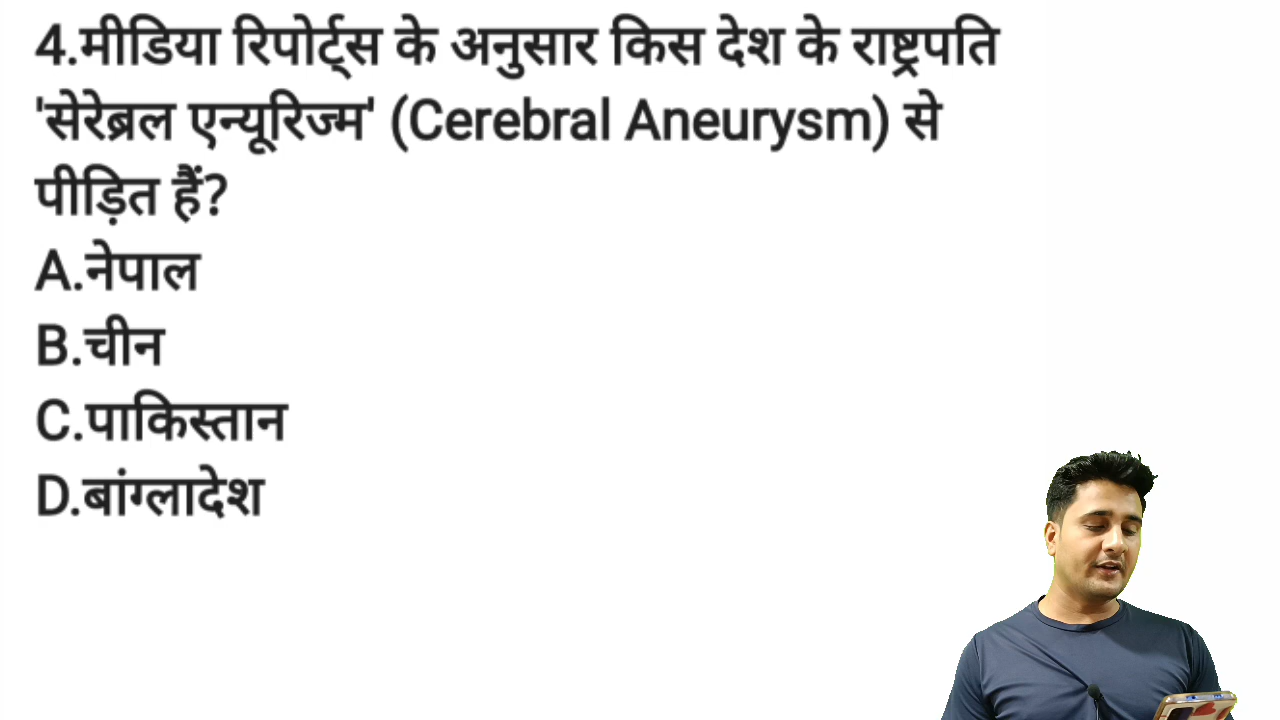 4.मीडिया रिपोर्ट्स के अनुसार किस देश के राष्ट्रपति
'सेरेब्रल एन्यूरिज्म' (Cerebral Aneurysm) से
पीड़ित हैं?
A.नेपाल
B.चीन
C.पाकिस्तान
D.बांग्लादेश